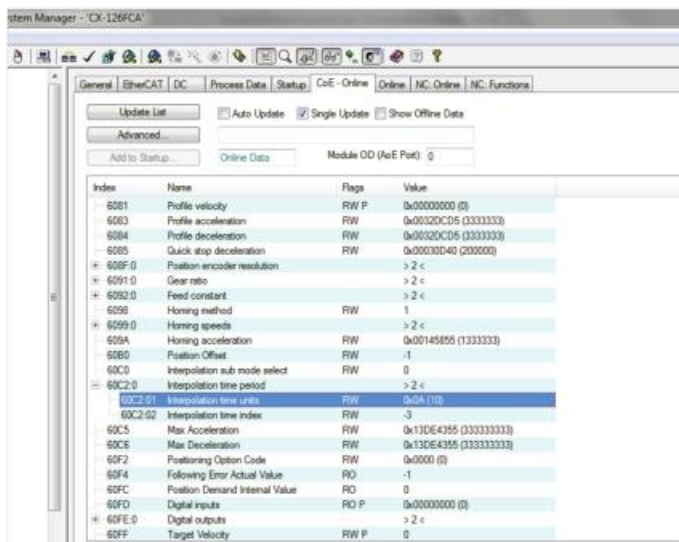 stem Manager - 'CX-126FCA'
General EtherCAT DC Process Data Startup CoE - Online Online NC: Online NC: Functions
Update List Auto Update Single Update Show Offline Data
Advanced...
Add to Startup... Online Data Module OD (AoE Port): 0
Index Name Flags Value
6081 Profile velocity RW P 0x00000000 (0)
6083 Profile acceleration RW 0x0032DCD5 (3333333)
6084 Profile deceleration RW 0x0032DCD5 (3333333)
6085 Quick stop deceleration RW 0x00030D40 (200000)
608F:0 Position encoder resolution > 2 <
6091:0 Gear ratio > 2 <
6092:0 Feed constant > 2 <
6098 Homing method RW 1
6099:0 Homing speeds > 2 <
609A Homing acceleration RW 0x00145855 (1333333)
60B0 Position Offset RW -1
60C0 Interpolation sub mode select RW 0
60C2:0 Interpolation time period > 2 <
60C2:01 Interpolation time units RW 0x0A (10)
60C2:02 Interpolation time index RW -3
60C5 Max Acceleration RW 0x13DE4355 (333333333)
60C6 Max Deceleration RW 0x13DE4355 (333333333)
60F2 Positioning Option Code RW 0x0000 (0)
60F4 Following Error Actual Value RO -1
60FC Position Demand Internal Value RO 0
60FD Digital inputs RO P 0x00000000 (0)
60FE:0 Digital outputs > 2 <
60FF Target Velocity RW P 0